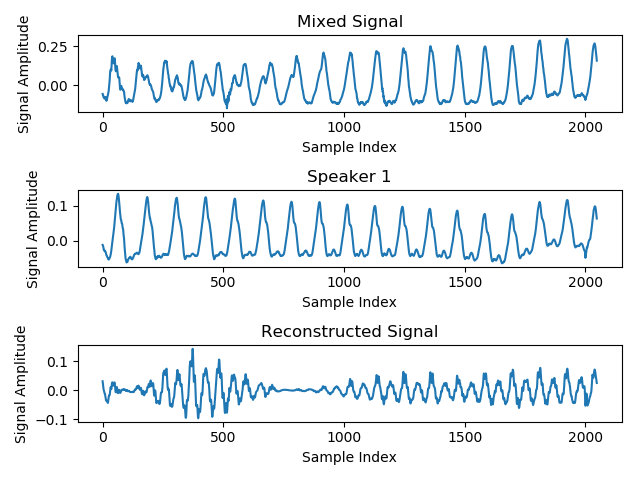 Mixed Signal
Signal Amplitude
0.25
0.00
0 500 1000 1500 2000
Sample Index
Speaker 1
Signal Amplitude
0.1
0.0
0 500 1000 1500 2000
Sample Index
Reconstructed Signal
Signal Amplitude
0.1
0.0
−0.1
0 500 1000 1500 2000
Sample Index